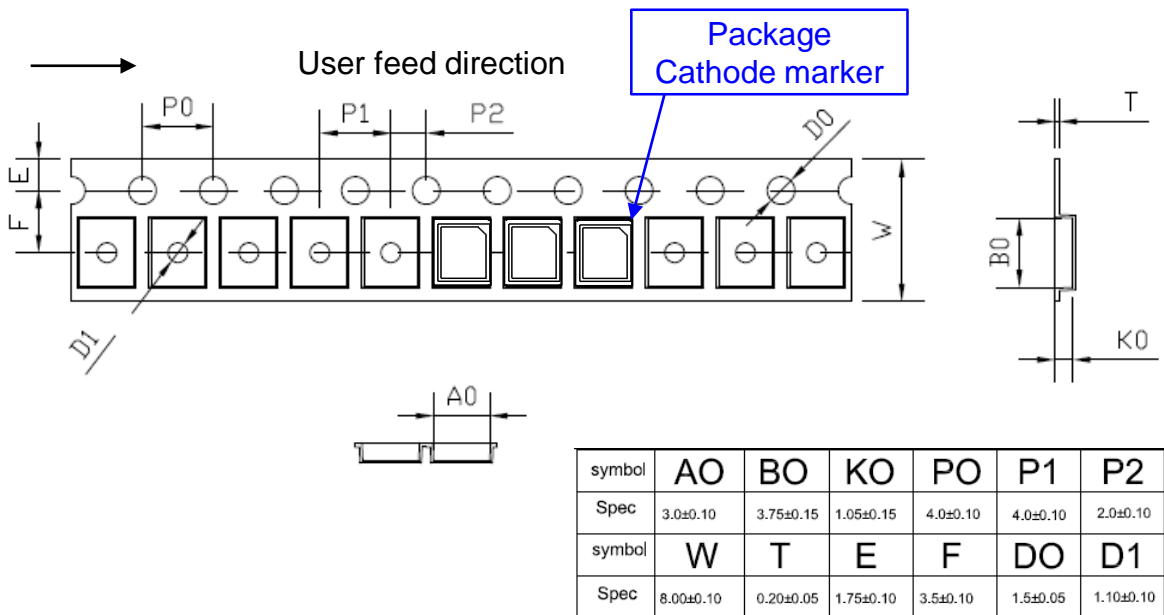 User feed direction
Package
Cathode marker
P0
P1
P2
D0
T
E
F
W
B0
D1
K0
A0
symbol AO BO KO PO P1 P2
Spec 3.0±0.10 3.75±0.15 1.05±0.15 4.0±0.10 4.0±0.10 2.0±0.10
symbol W T E F DO D1
Spec 8.00±0.10 0.20±0.05 1.75±0.10 3.5±0.10 1.5±0.05 1.10±0.10